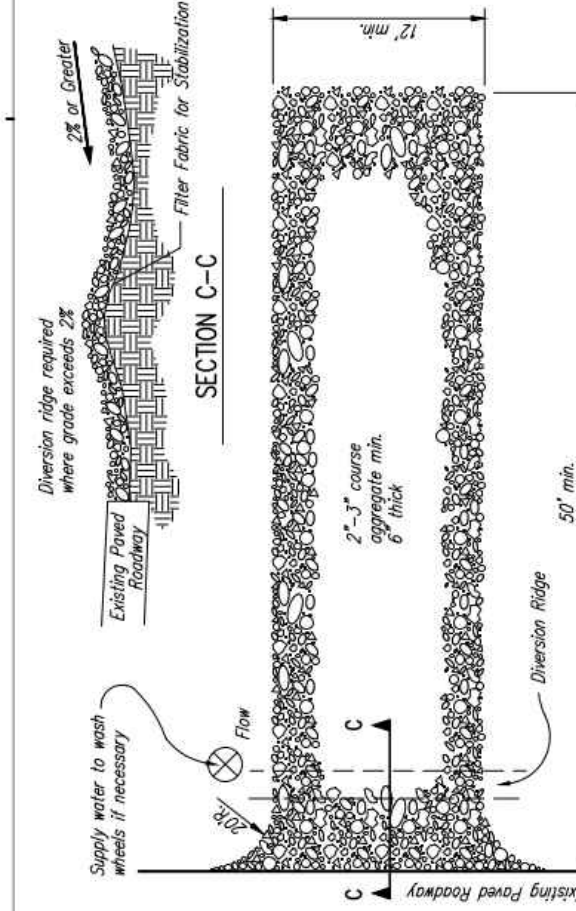 Diversion ridge required
where grade exceeds 2%
2% or Greater
Existing Paved
Roadway
Filter Fabric for Stabilization
SECTION C-C
Supply water to wash
wheels if necessary
Flow
20'R.
C
C
2"-3" course
aggregate min.
6" thick
12' min.
Diversion Ridge
50' min.
Existing Paved Roadway